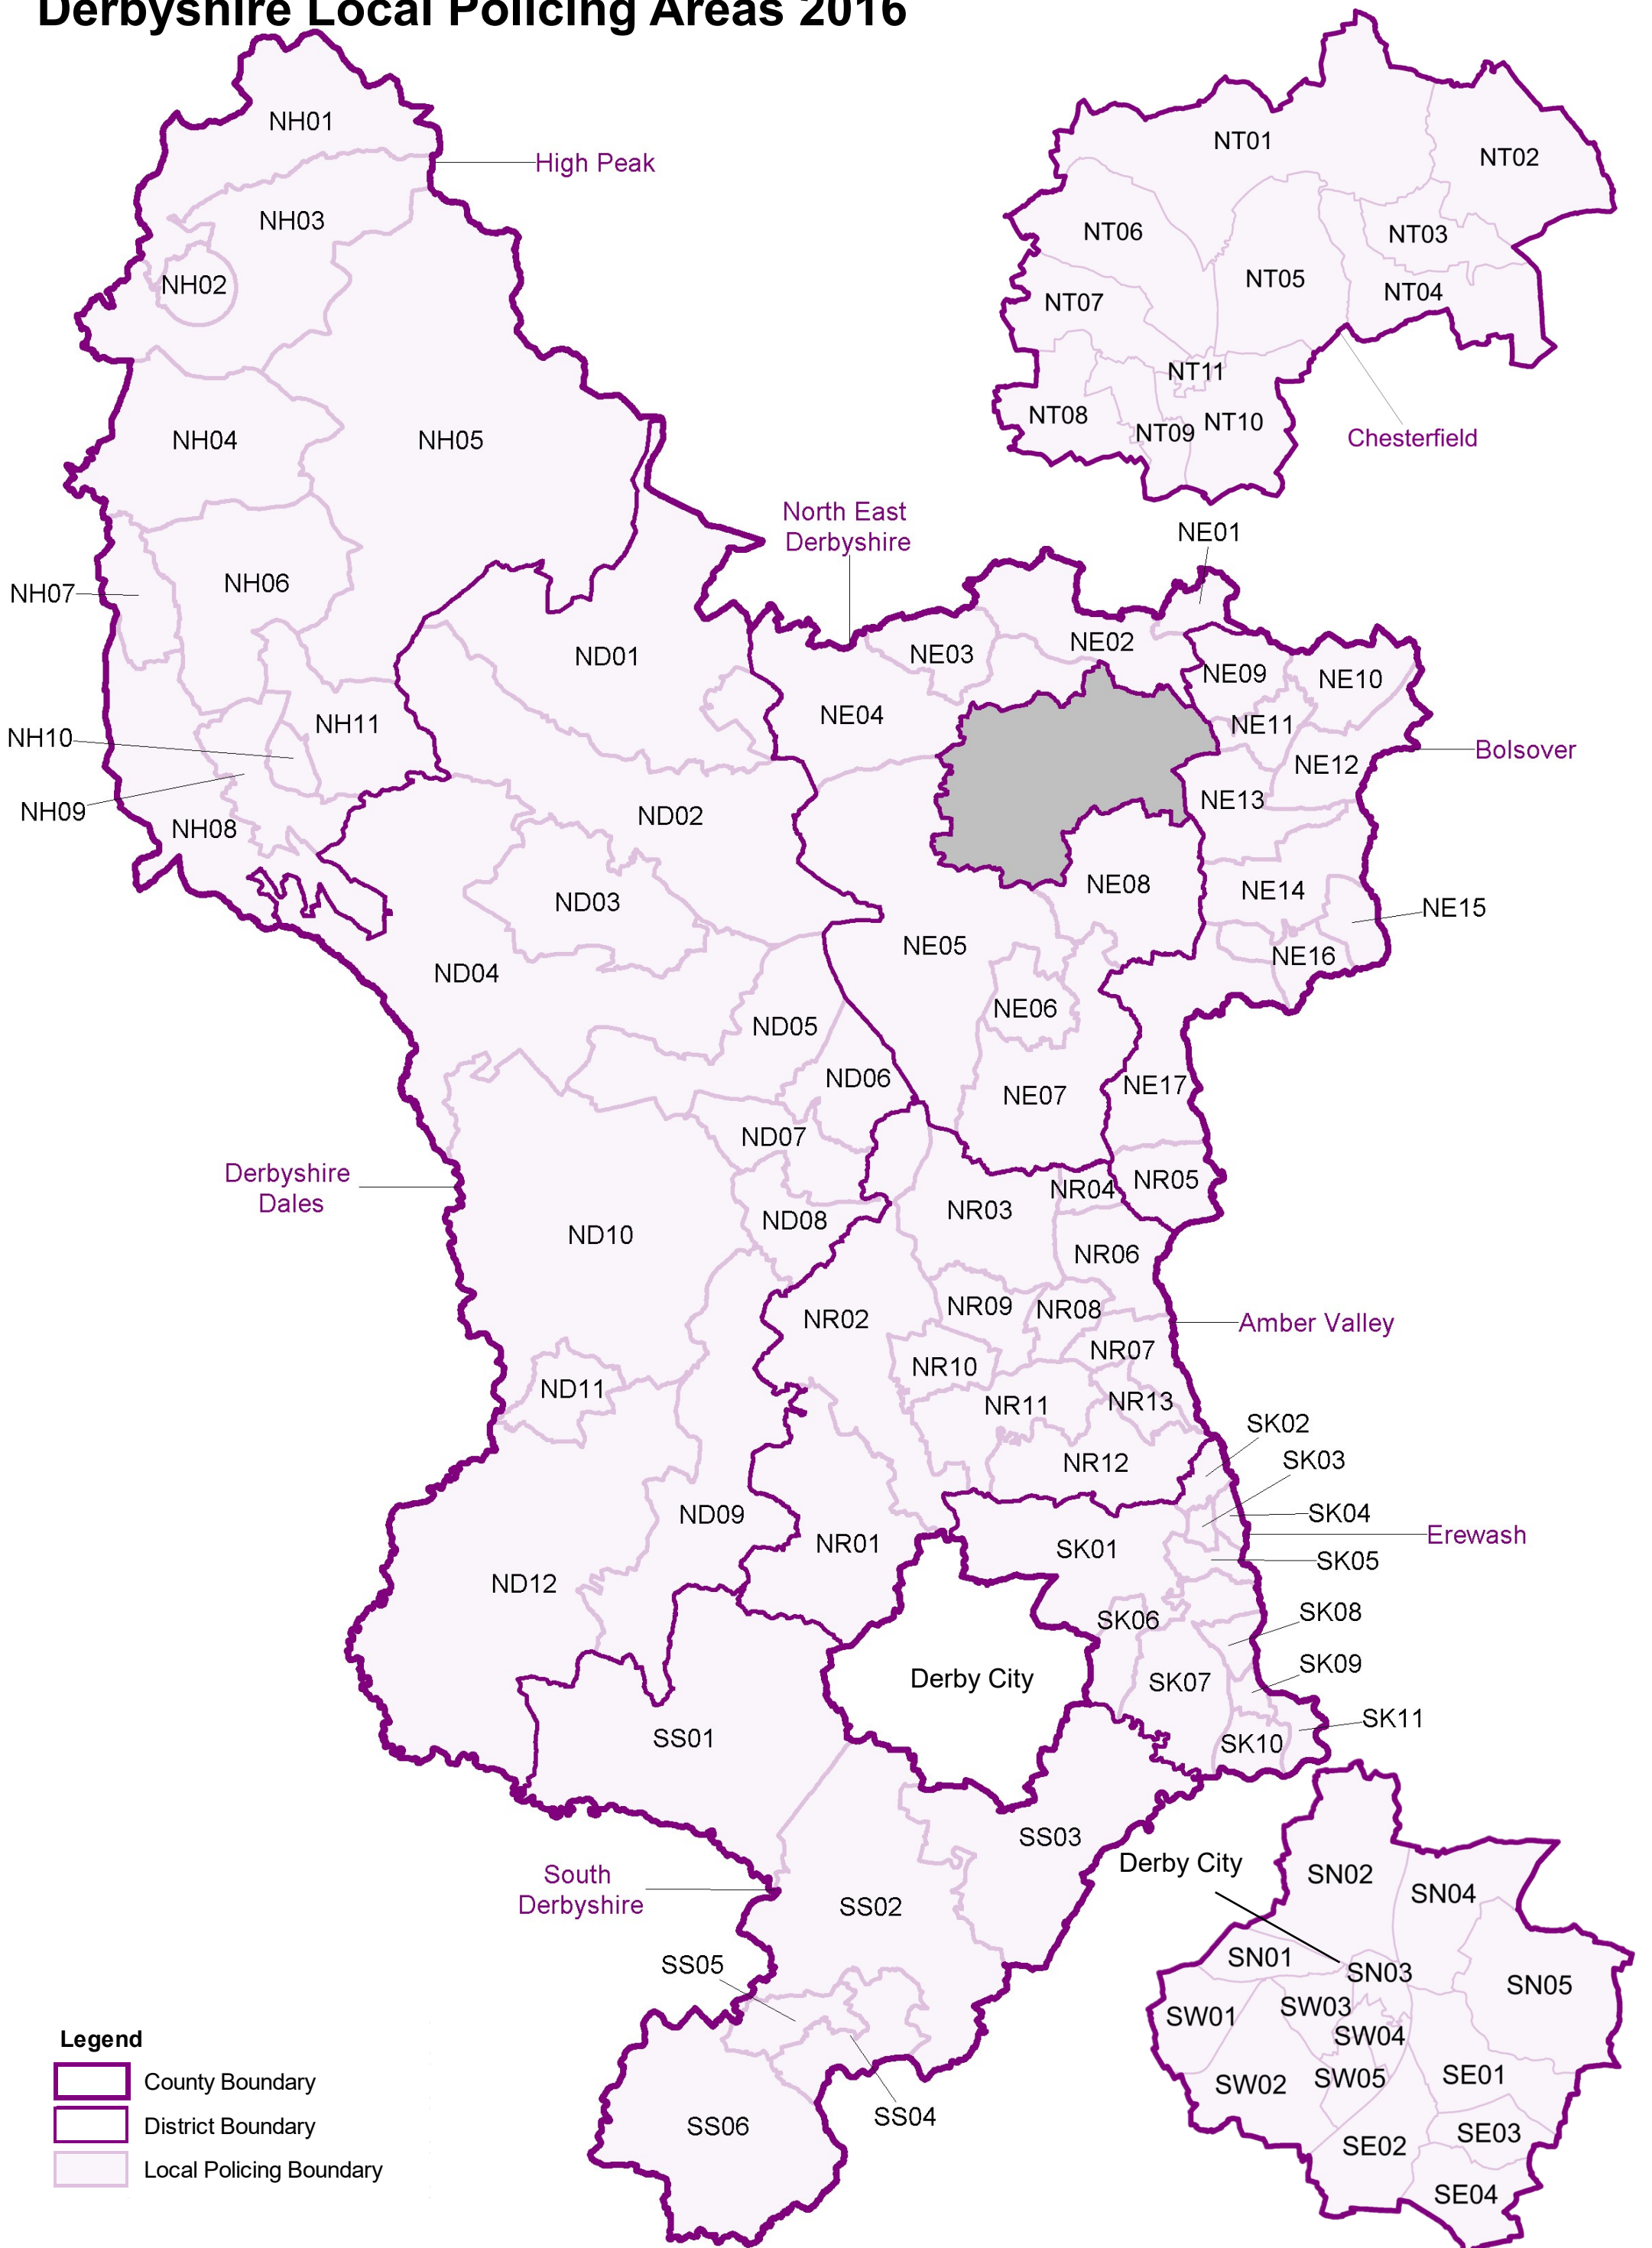 Derbyshire Local Policing Areas 2016
NH01
High Peak
NH03
NH02
NH04
NH05
NH06
NH07
NH10
NH11
NH09
NH08
NT01
NT02
NT06
NT03
NT05
NT07
NT04
NT11
NT08
NT09
NT10
Chesterfield
North East
Derbyshire
NE01
NE02
NE03
NE04
NE09
NE10
NE11
Bolsover
NE12
NE13
NE08
NE14
NE15
NE05
NE16
NE06
NE07
NE17
ND01
ND02
ND03
ND04
ND05
ND06
ND07
Derbyshire
Dales
ND08
ND10
ND11
ND09
ND12
NR05
NR04
NR03
NR06
NR09
NR08
NR02
Amber Valley
NR07
NR10
NR11
NR13
NR12
NR01
SK02
SK03
SK04
Erewash
SK01
SK05
SK06
SK08
SK09
SK07
SK11
SK10
Derby City
SS01
SS03
South
Derbyshire
SS02
SS05
SS04
SS06
Derby City
SN02
SN04
SN01
SN03
SN05
SW01
SW03
SW04
SW02
SW05
SE01
SE03
SE02
SE04
Legend
County Boundary
District Boundary
Local Policing Boundary